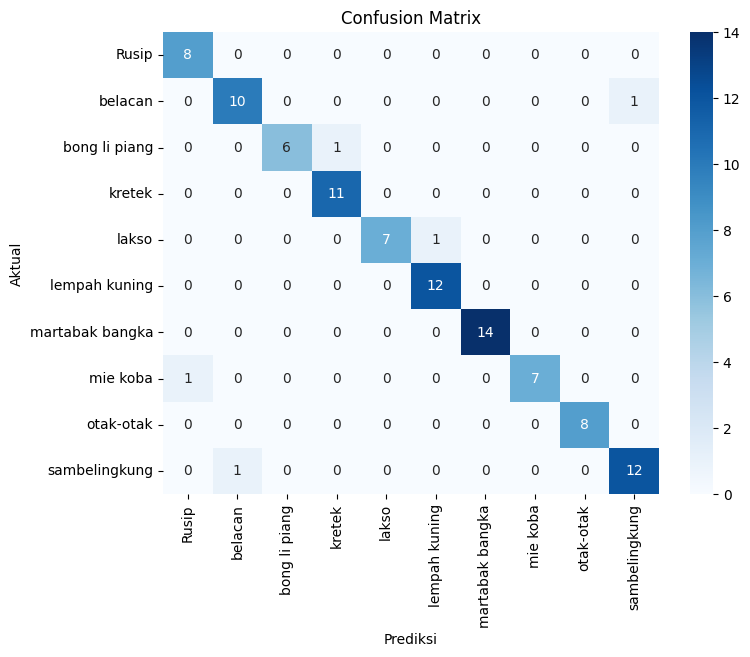 Confusion Matrix
Aktual
Rusip 8 0 0 0 0 0 0 0 0 0
belacan 0 10 0 0 0 0 0 0 0 1
bong li piang 0 0 6 1 0 0 0 0 0 0
kretek 0 0 0 11 0 0 0 0 0 0
lakso 0 0 0 0 7 1 0 0 0 0
lempah kuning 0 0 0 0 0 12 0 0 0 0
martabak bangka 0 0 0 0 0 0 14 0 0 0
mie koba 1 0 0 0 0 0 0 7 0 0
otak-otak 0 0 0 0 0 0 0 0 8 0
sambelingkung 0 1 0 0 0 0 0 0 0 12
Rusip
belacan
bong li piang
kretek
lakso
lempah kuning
martabak bangka
mie koba
otak-otak
sambelingkung
Prediksi
14
12
10
8
6
4
2
0